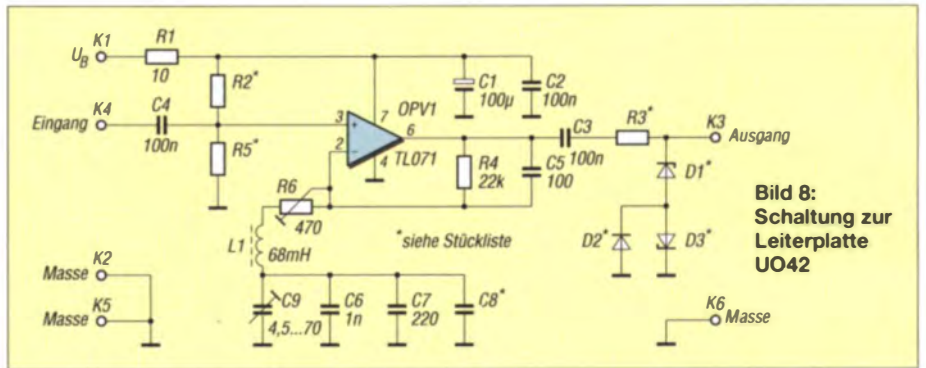 K1
R1
U_B
10
R2*
C1
100µ
C2
100n
K4
Eingang
C4
100n
R5*
3
+
7
OPV1
6
2
-
4
TL071
R4
22k
C5
100
C3
100n
R3*
K3
Ausgang
D1*
D2*
D3*
R6
470
L1
68mH
*siehe Stückliste
Masse
K2
Masse
K5
C9
4,5...70
C6
1n
C7
220
C8*
K6
Masse
Bild 8:
Schaltung zur
Leiterplatte
UO42